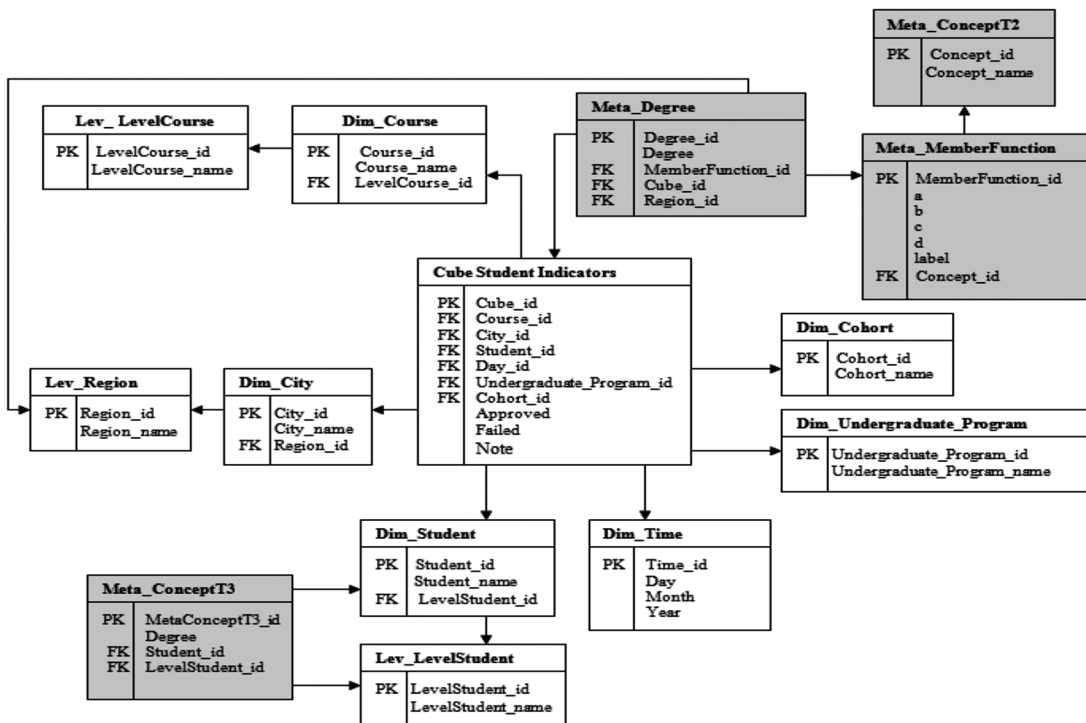 Meta_ConceptT2
PK Concept_id
Concept_name
Meta_Degree
PK Degree_id
Degree
FK MemberFunction_id
FK Cube_id
FK Region_id
Lev_ LevelCourse
PK LevelCourse_id
LevelCourse_name
Dim_Course
PK Course_id
Course_name
FK LevelCourse_id
Meta_MemberFunction
PK MemberFunction_id
a
b
c
d
label
FK Concept_id
Cube Student Indicators
PK Cube_id
FK Course_id
FK City_id
FK Student_id
FK Day_id
FK Undergraduate_Program_id
FK Cohort_id
Approved
Failed
Note
Dim_Cohort
PK Cohort_id
Cohort_name
Lev_Region
PK Region_id
Region_name
Dim_City
PK City_id
City_name
FK Region_id
Dim_Undergraduate_Program
PK Undergraduate_Program_id
Undergraduate_Program_name
Dim_Student
PK Student_id
Student_name
FK LevelStudent_id
Dim_Time
PK Time_id
Day
Month
Year
Meta_ConceptT3
PK MetaConceptT3_id
Degree
FK Student_id
FK LevelStudent_id
Lev_LevelStudent
PK LevelStudent_id
LevelStudent_name